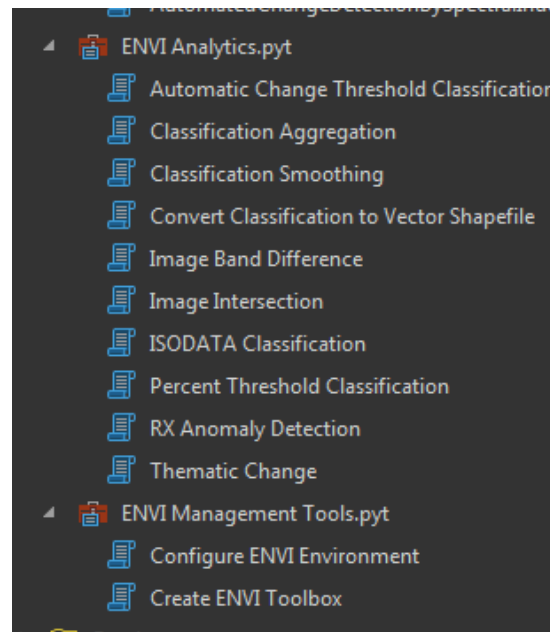 ENVI Analytics.pyt
Automatic Change Threshold Classification
Classification Aggregation
Classification Smoothing
Convert Classification to Vector Shapefile
Image Band Difference
Image Intersection
ISODATA Classification
Percent Threshold Classification
RX Anomaly Detection
Thematic Change
ENVI Management Tools.pyt
Configure ENVI Environment
Create ENVI Toolbox